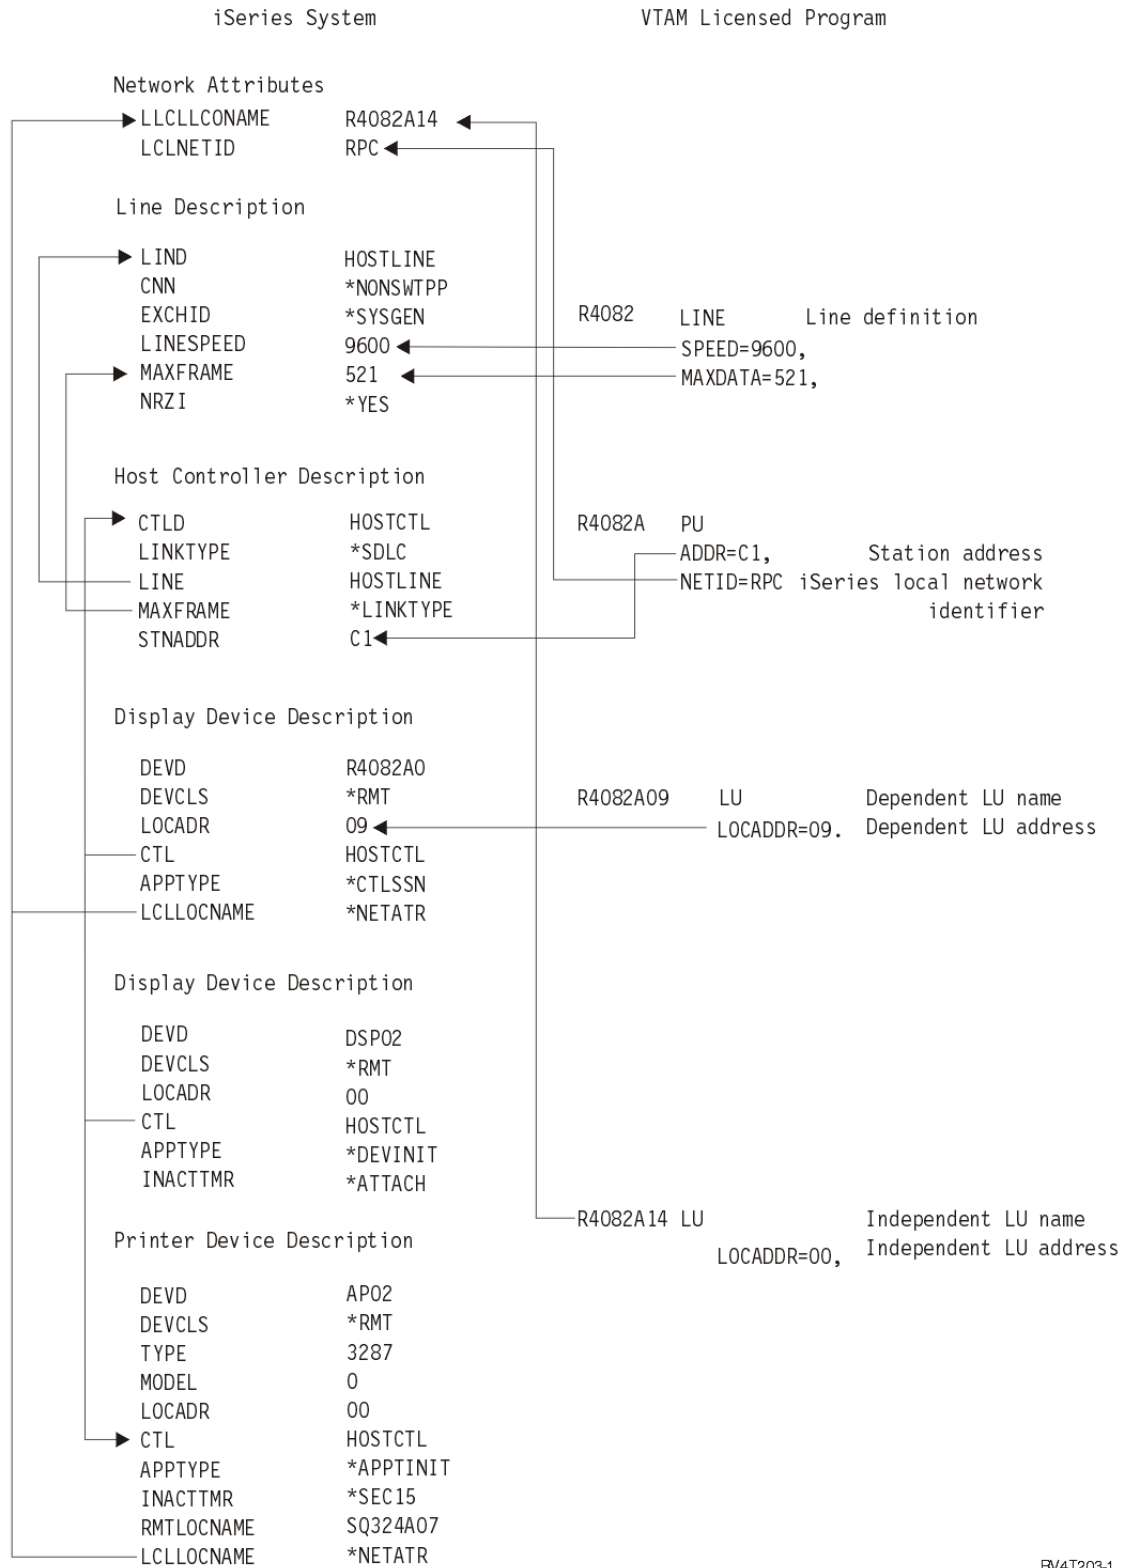 iSeries System VTAM Licensed Program
Network Attributes
LLCLLCONAME R4082A14
LCLNETID RPC
Line Description
LIND HOSTLINE
CNN *NONSWTPP
EXCHID *SYSGEN R4082 LINE Line definition
LINESPEED 9600 SPEED=9600,
MAXFRAME 521 MAXDATA=521,
NRZI *YES
Host Controller Description
CTLD HOSTCTL R4082A PU
LINKTYPE *SDLC ADDR=C1, Station address
LINE HOSTLINE NETID=RPC iSeries local network
MAXFRAME *LINKTYPE identifier
STNADDR C1
Display Device Description
DEVD R4082A0
DEVCLS *RMT R4082A09 LU Dependent LU name
LOCADR 09 LOCADDR=09. Dependent LU address
CTL HOSTCTL
APPTYPE *CTLSSN
LCLLOCNAME *NETATR
Display Device Description
DEVD DSP02
DEVCLS *RMT
LOCADR 00
CTL HOSTCTL
APPTYPE *DEVINIT
INACTTMR *ATTACH
R4082A14 LU Independent LU name
Printer Device Description LOCADDR=00, Independent LU address
DEVD AP02
DEVCLS *RMT
TYPE 3287
MODEL 0
LOCADR 00
CTL HOSTCTL
APPTYPE *APPTINIT
INACTTMR *SEC15
RMTLOCNAME SQ324A07
LCLLOCNAME *NETATR
RV4T203-1